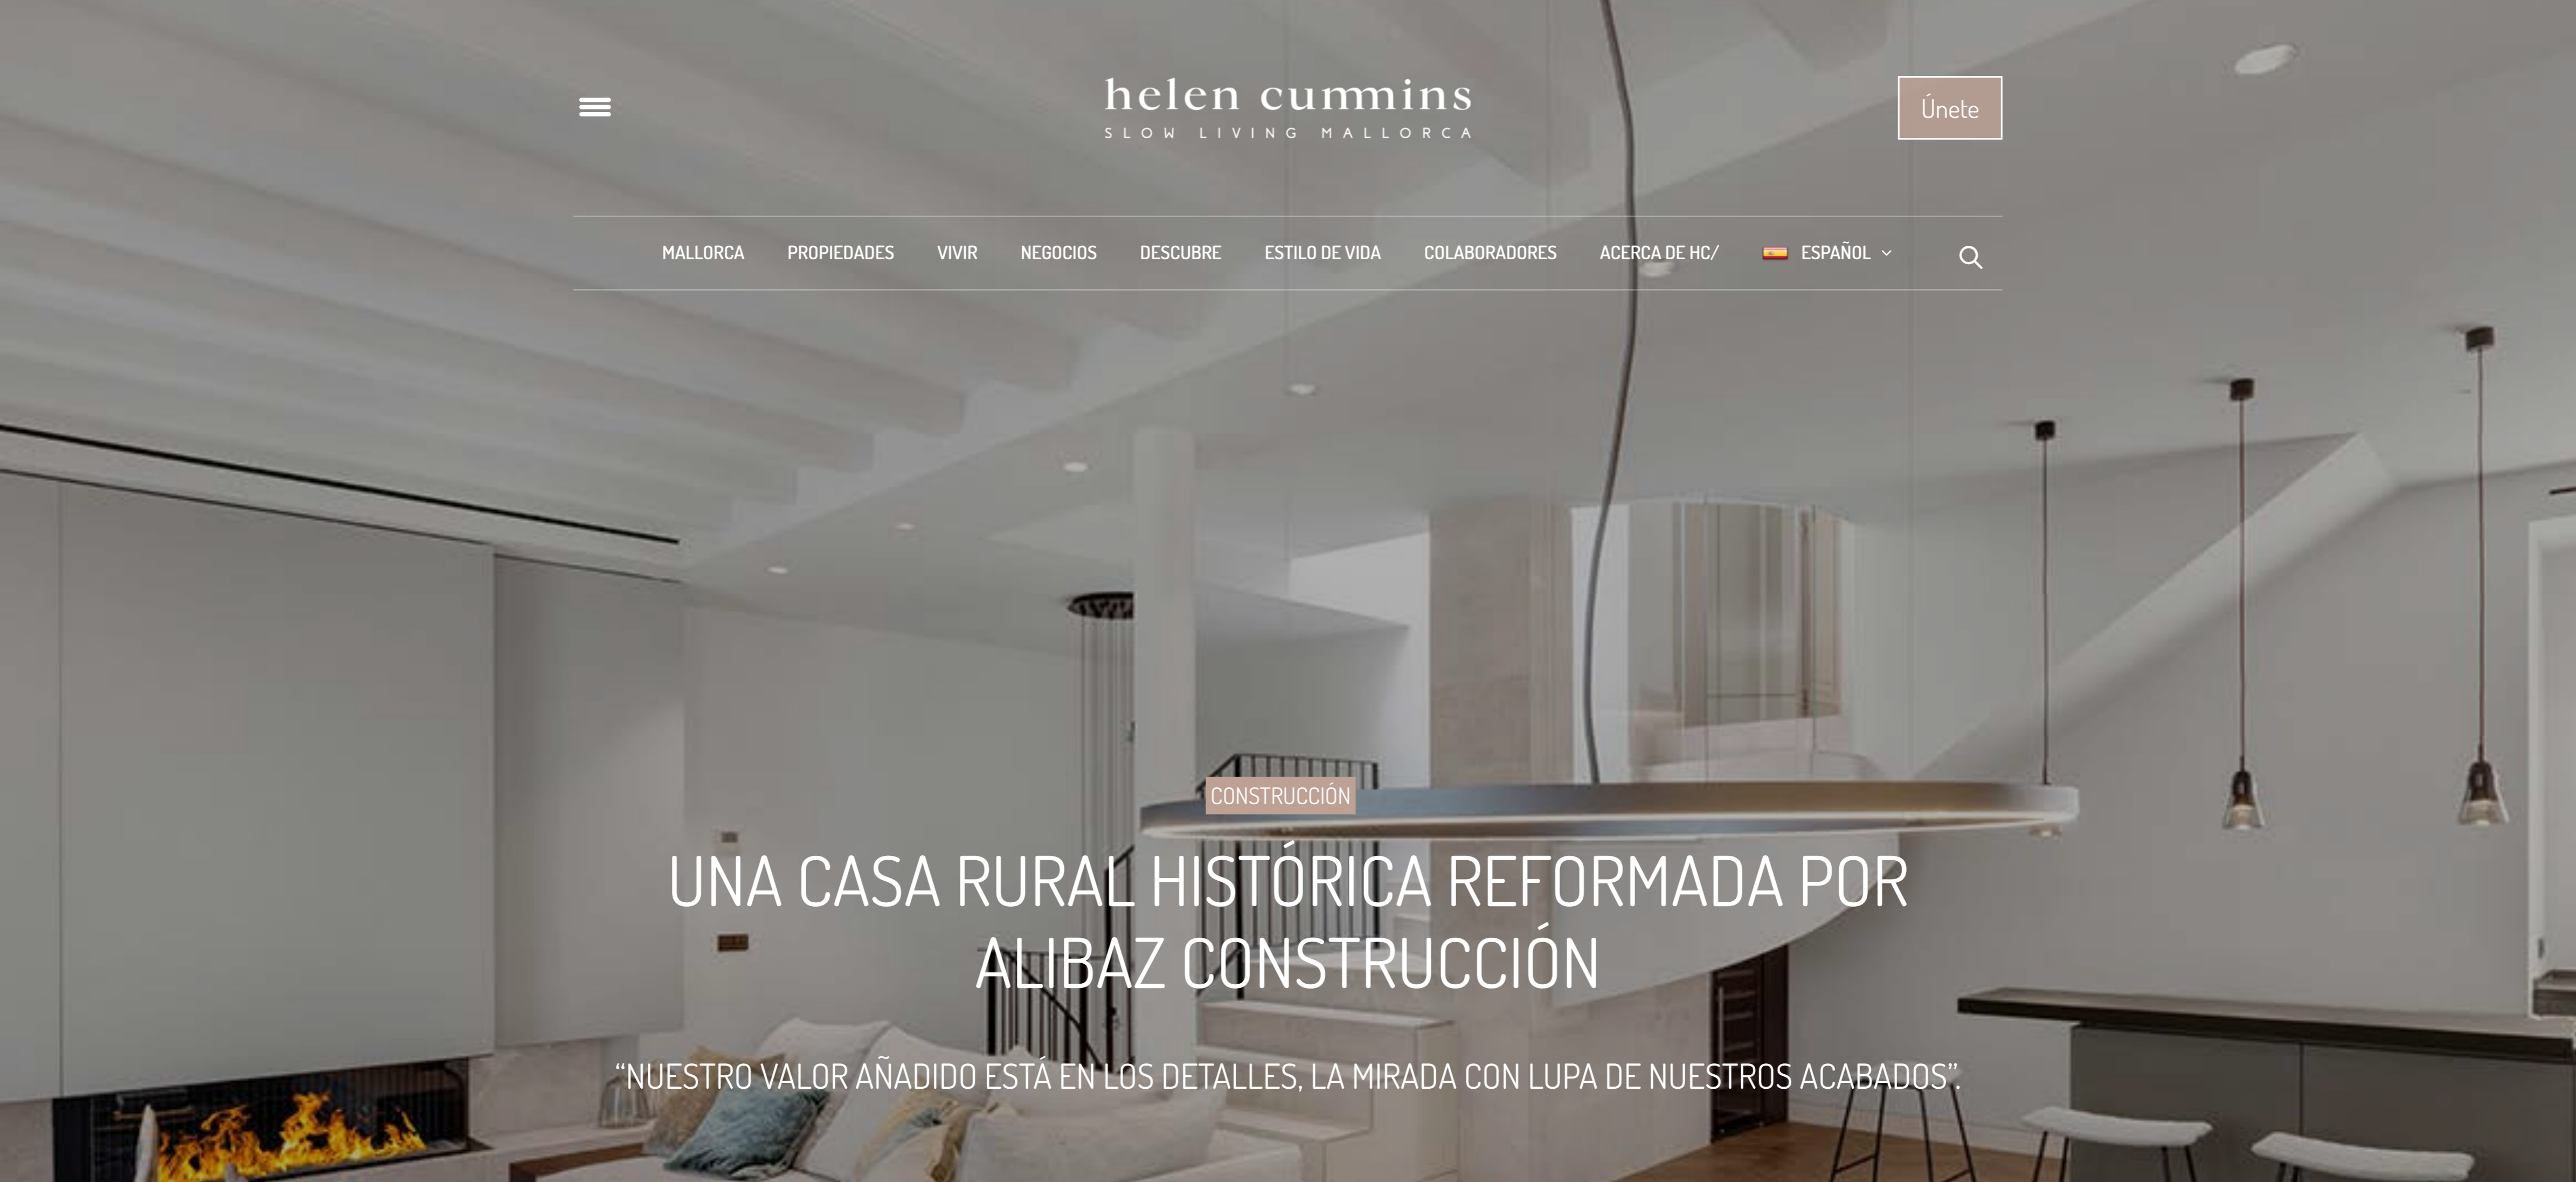 helen cummins
SLOW LIVING MALLORCA
Únete
MALLORCA PROPIEDADES VIVIR NEGOCIOS DESCUBRE ESTILO DE VIDA COLABORADORES ACERCA DE HC/ ESPAÑOL
CONSTRUCCIÓN
UNA CASA RURAL HISTÓRICA REFORMADA POR
ALIBAZ CONSTRUCCIÓN
“NUESTRO VALOR AÑADIDO ESTÁ EN LOS DETALLES, LA MIRADA CON LUPA DE NUESTROS ACABADOS”.